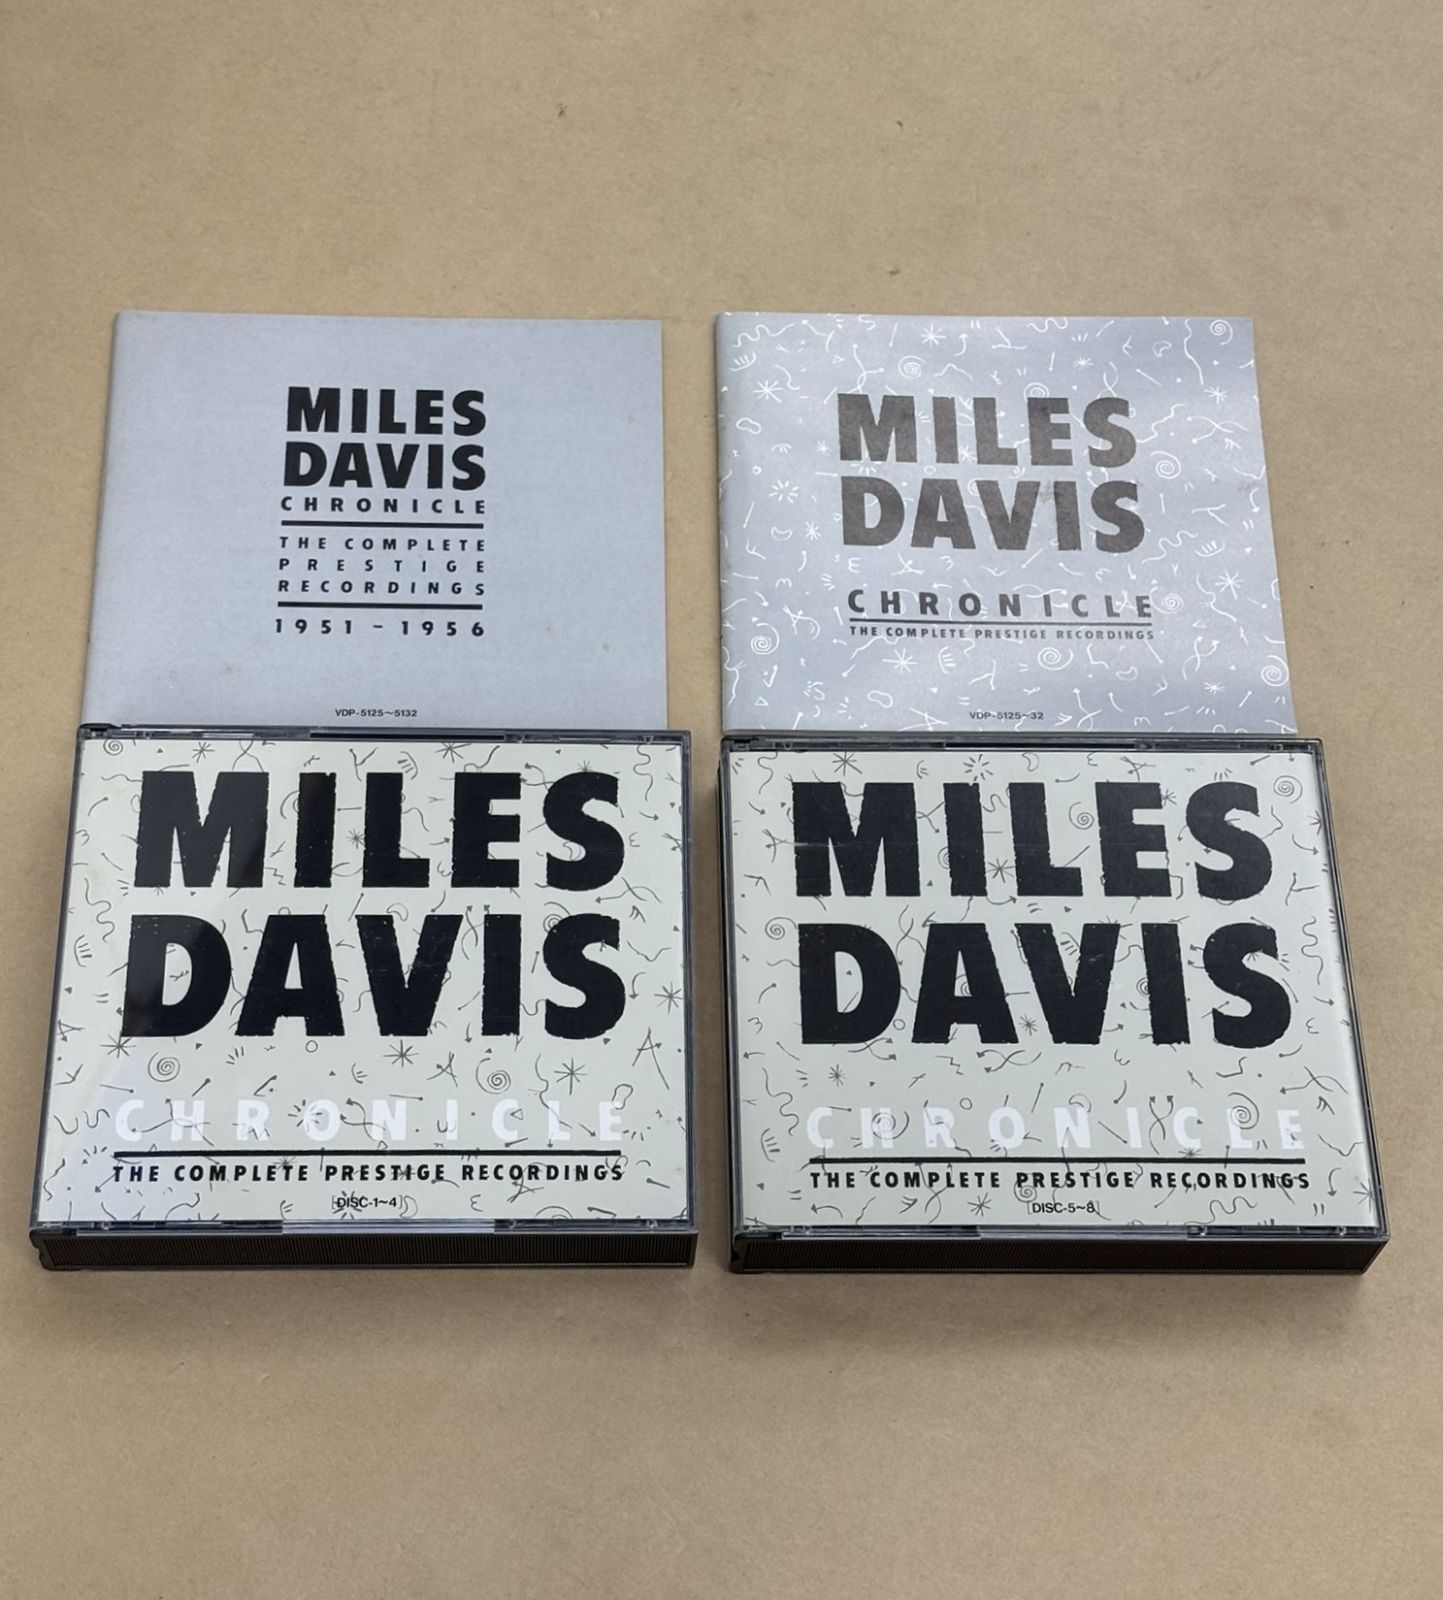 MILES
DAVIS
CHRONICLE
THE COMPLETE
PRESTIGE
RECORDINGS
1951-1956
VDP-5125~5132
MILES
DAVIS
CHRONICLE
THE COMPLETE PRESTIGE RECORDINGS
VDP-5125~32
MILES
DAVIS
CHRONICLE
THE COMPLETE PRESTIGE RECORDINGS
[DISC-1~4]
MILES
DAVIS
CHRONICLE
THE COMPLETE PRESTIGE RECORDINGS
[DISC-5~8]